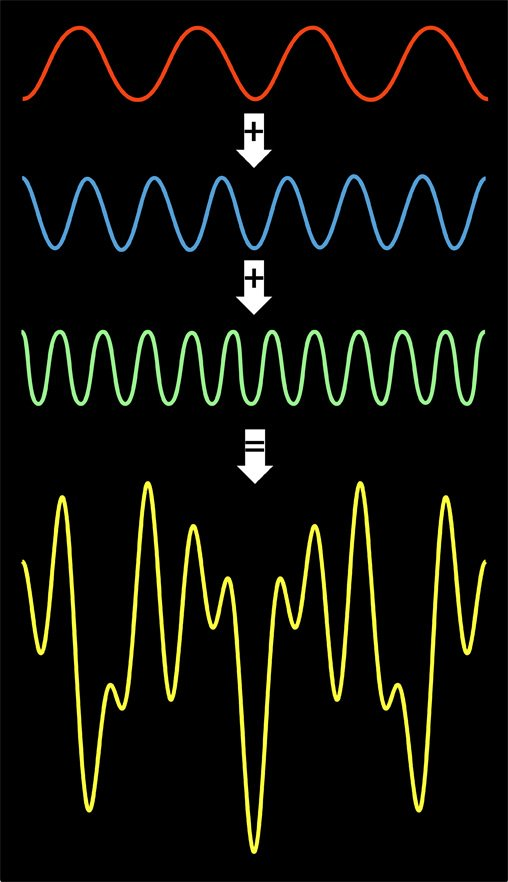 +
+
=